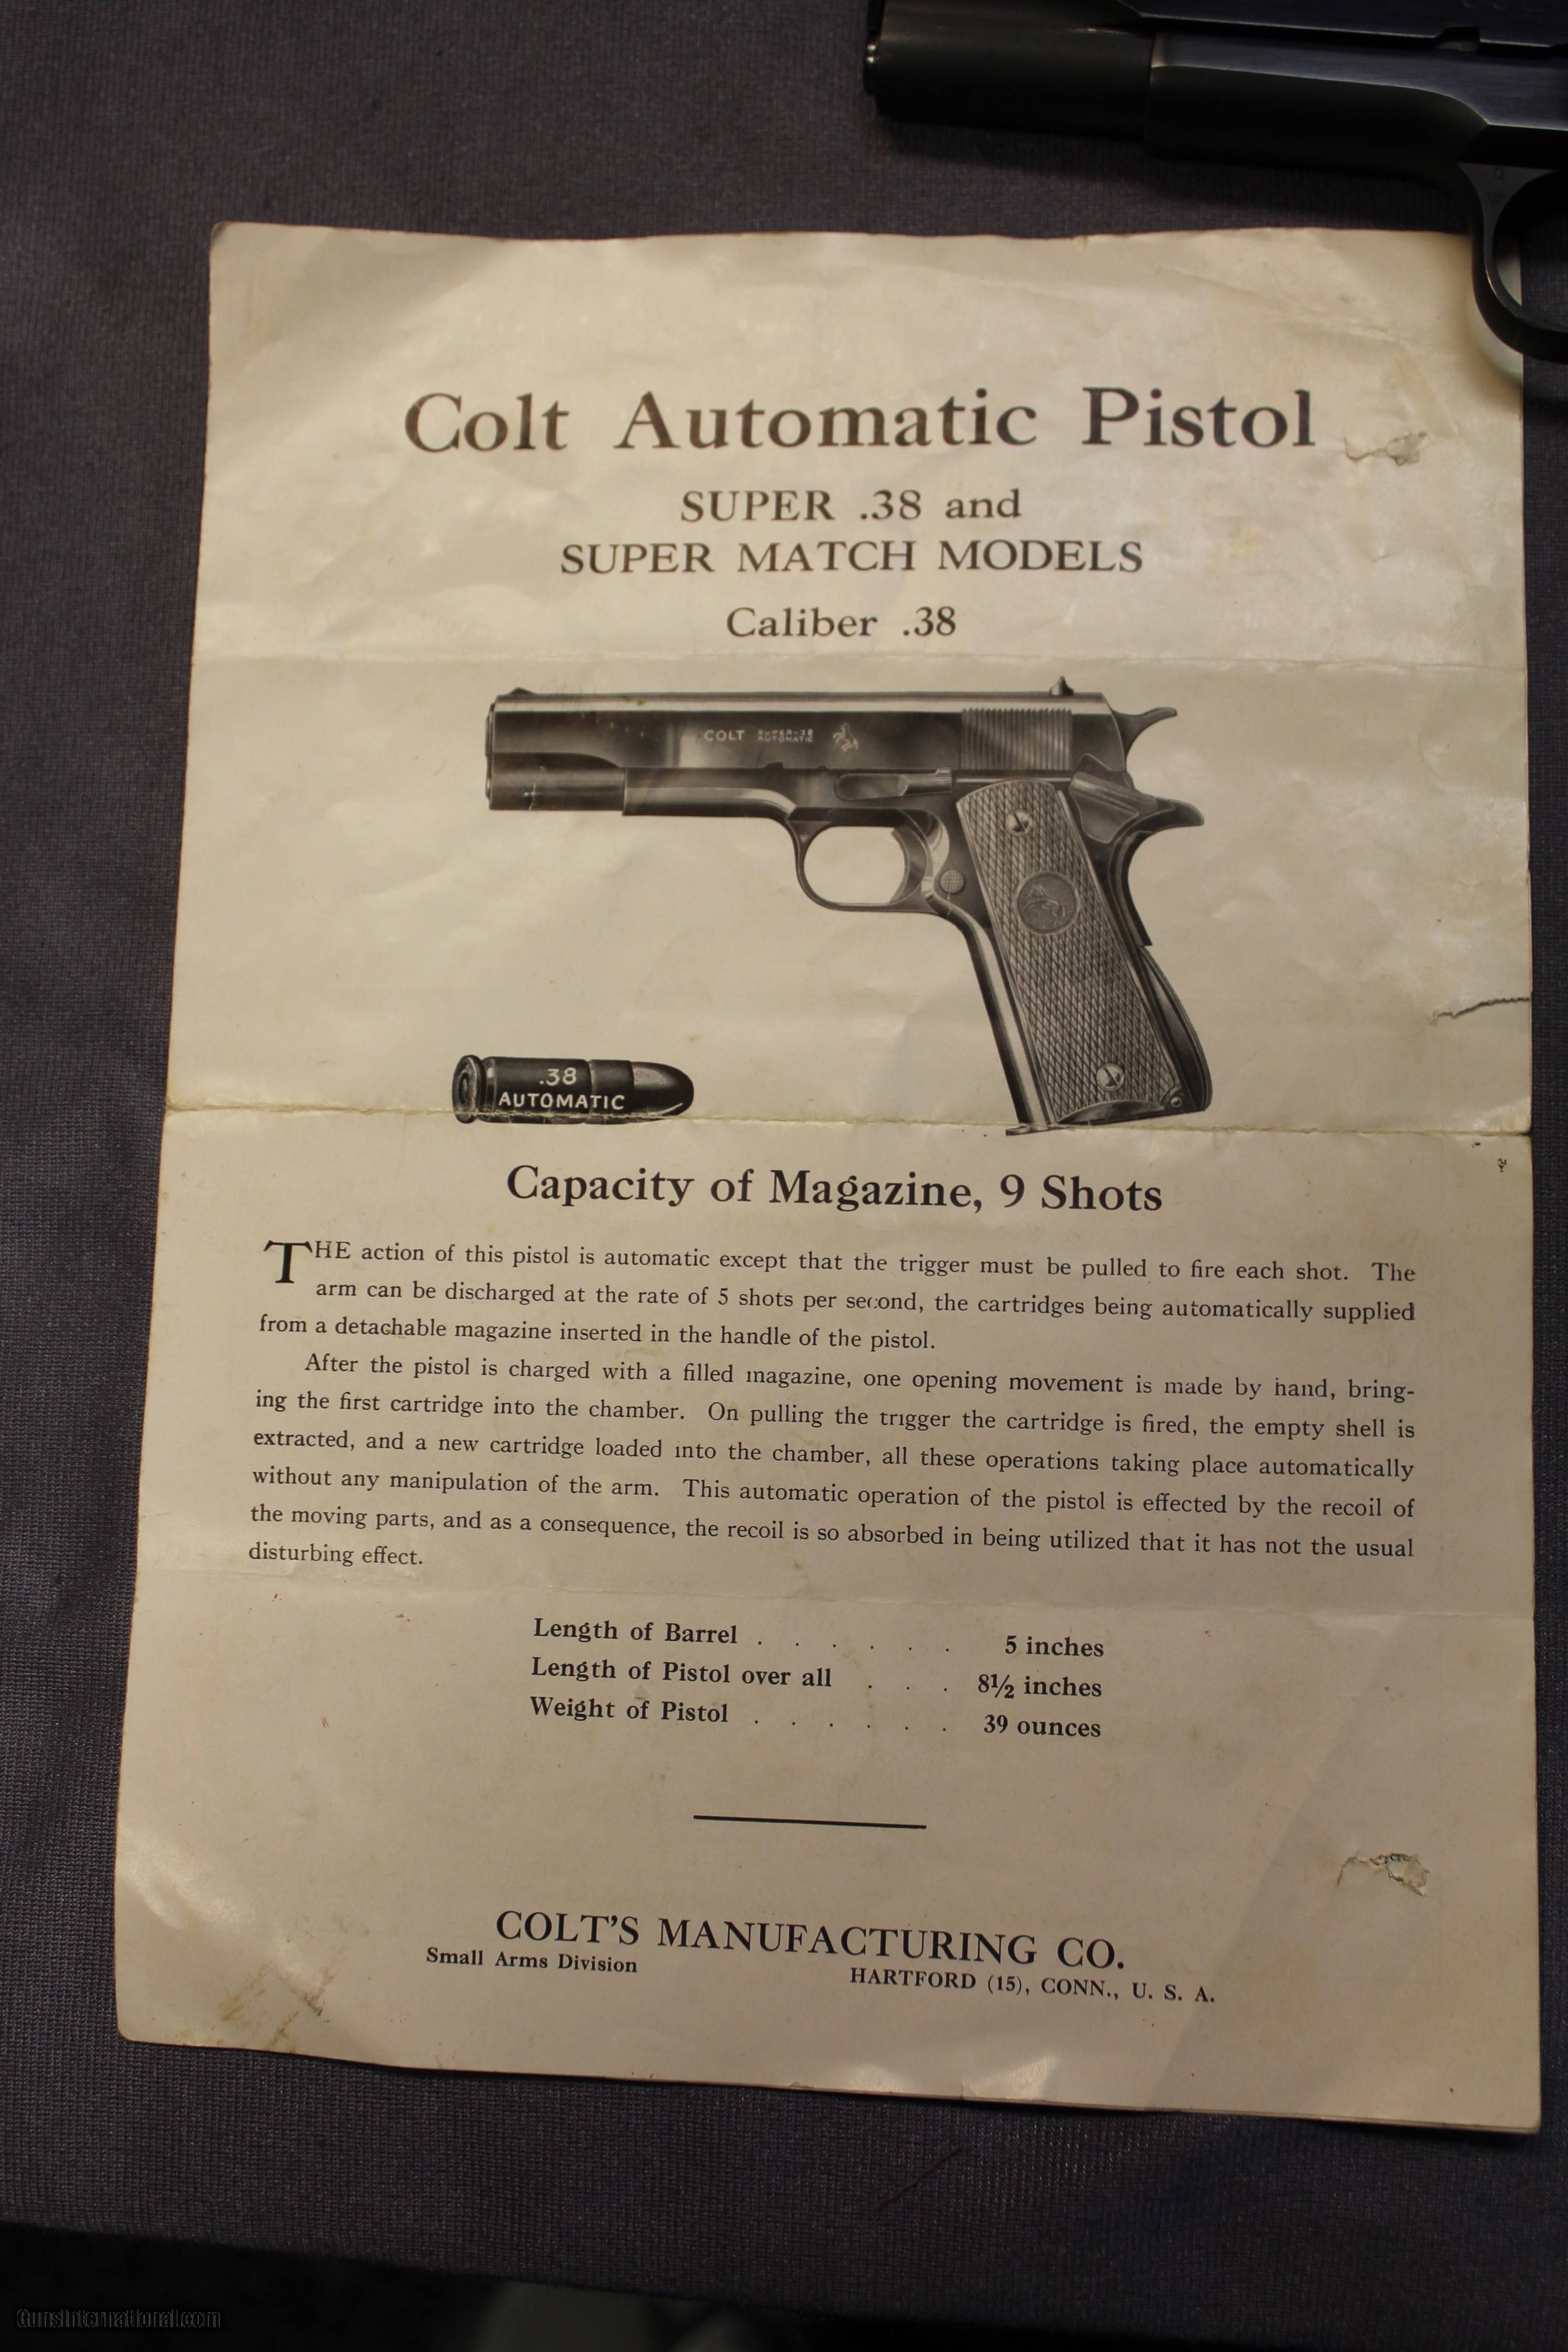 Colt Automatic Pistol
SUPER .38 and
SUPER MATCH MODELS
Caliber .38
COLT SUPER-38
AUTOMATIC
.38
AUTOMATIC
Capacity of Magazine, 9 Shots
THE action of this pistol is automatic except that the trigger must be pulled to fire each shot. The
arm can be discharged at the rate of 5 shots per second, the cartridges being automatically supplied
from a detachable magazine inserted in the handle of the pistol.
After the pistol is charged with a filled magazine, one opening movement is made by hand, bring-
ing the first cartridge into the chamber. On pulling the trigger the cartridge is fired, the empty shell is
extracted, and a new cartridge loaded into the chamber, all these operations taking place automatically
without any manipulation of the arm. This automatic operation of the pistol is effected by the recoil of
the moving parts, and as a consequence, the recoil is so absorbed in being utilized that it has not the usual
disturbing effect.
Length of Barrel . . . . . . 5 inches
Length of Pistol over all . . . 8½ inches
Weight of Pistol . . . . . . 39 ounces
COLT'S MANUFACTURING CO.
Small Arms Division
HARTFORD (15), CONN., U. S. A.
GunsInternational.com